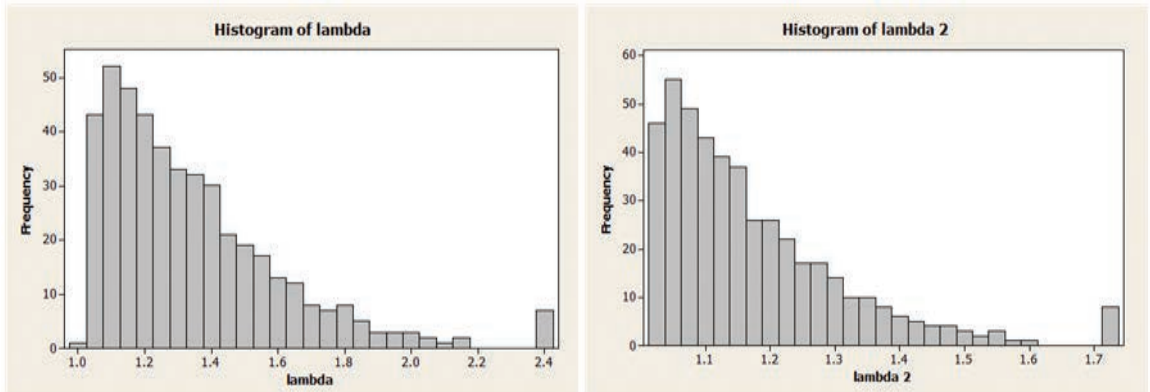 Histogram of lambda
Frequency
50
40
30
20
10
0
1.0 1.2 1.4 1.6 1.8 2.0 2.2 2.4
lambda
Histogram of lambda 2
Frequency
60
50
40
30
20
10
0
1.1 1.2 1.3 1.4 1.5 1.6 1.7
lambda 2